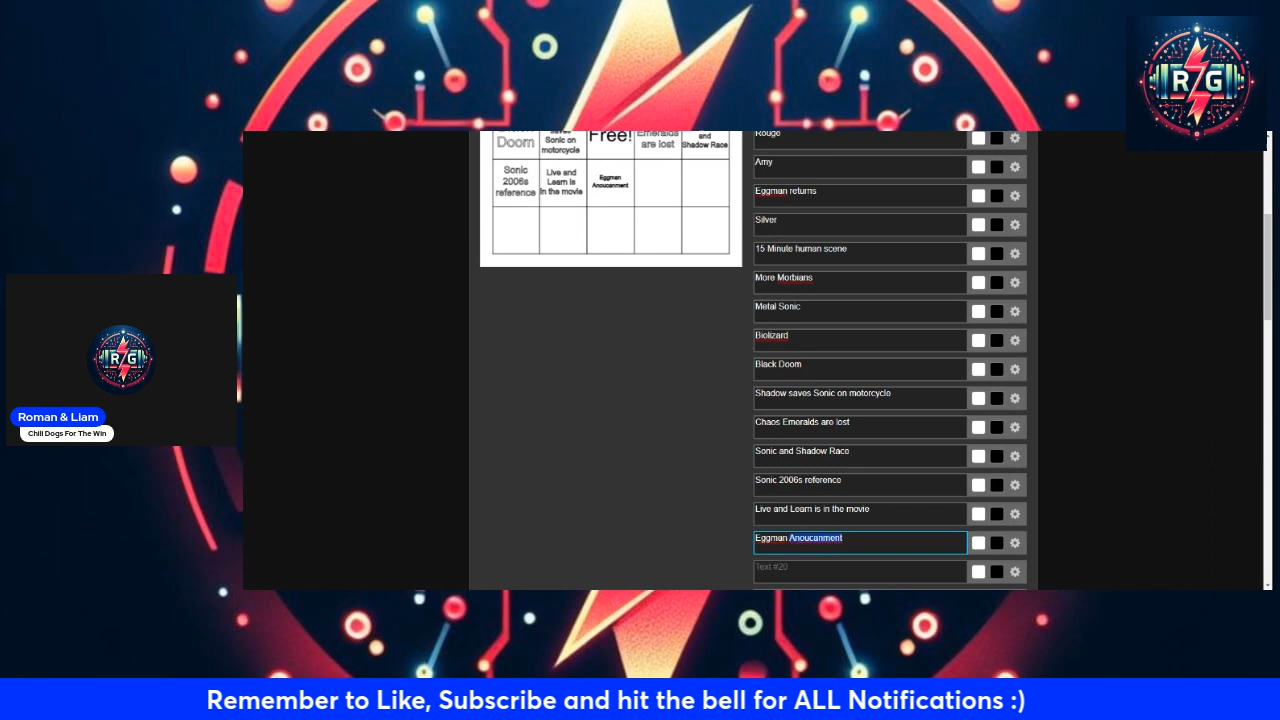 R G
Doom
Sonic on
motorcycle
Free!
Emeralds
are lost
and
Shadow Race
Sonic
2006s
reference
Live and
Learn is
in the movie
Eggman
Anoucanment
Rouge
Amy
Eggman returns
Silver
15 Minute human scene
More Morbians
Metal Sonic
Biolizard
Black Doom
Shadow saves Sonic on motorcycle
Chaos Emeralds are lost
Sonic and Shadow Race
Sonic 2006s reference
Live and Learn is in the movie
Eggman Anoucanment
Text #20
R G
Roman & Liam
Chill Dogs For The Win
Remember to Like, Subscribe and hit the bell for ALL Notifications :)